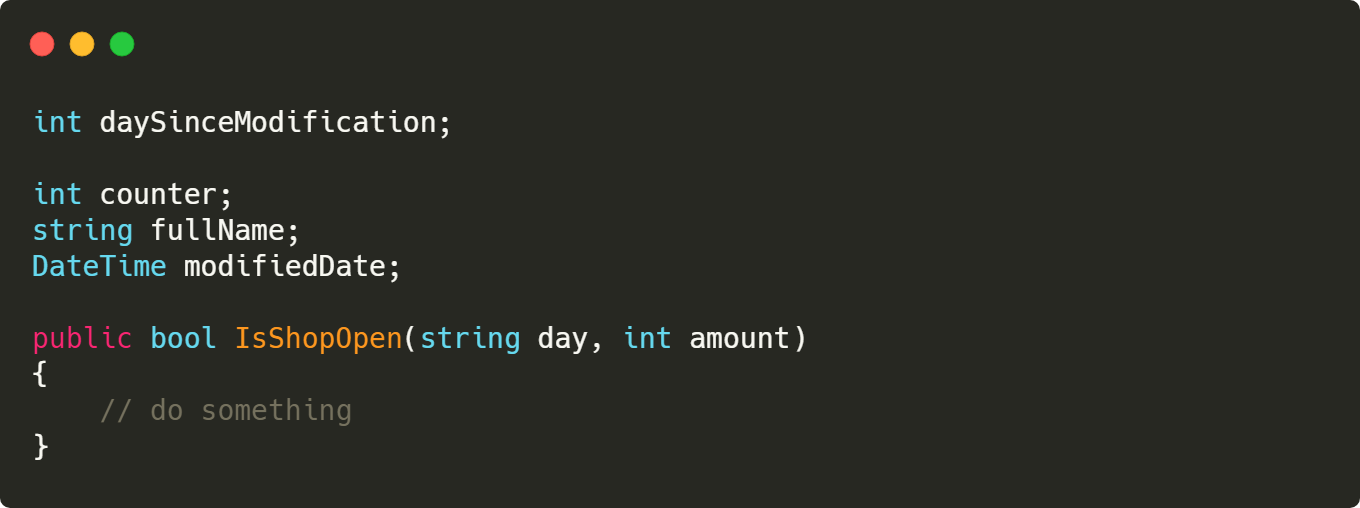 int daySinceModification;

int counter;
string fullName;
DateTime modifiedDate;

public bool IsShopOpen(string day, int amount)
{
    // do something
}